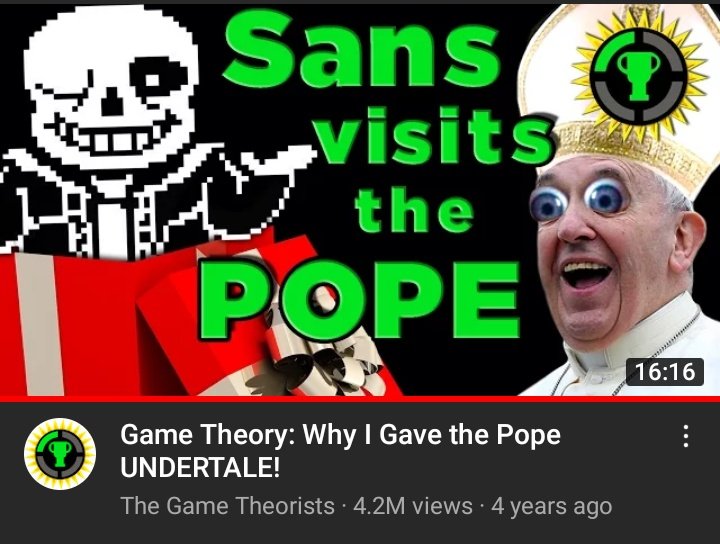 Sans
visits
the
POPE
16:16
Game Theory: Why I Gave the Pope
UNDERTALE!
The Game Theorists · 4.2M views · 4 years ago